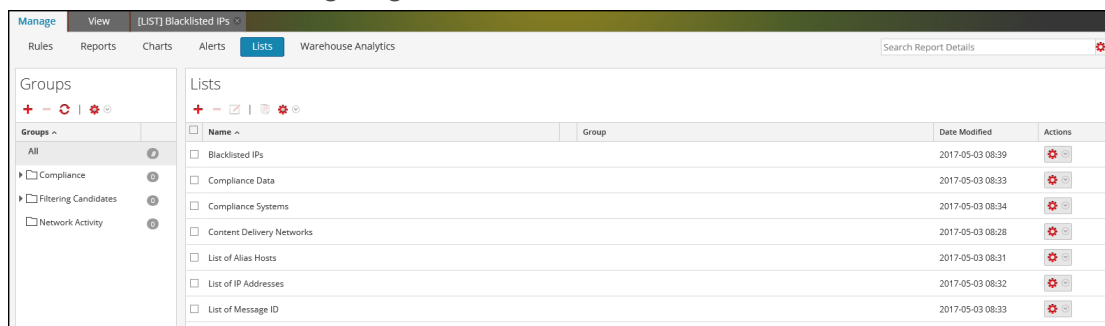 Manage View [LIST] Blacklisted IPs
Rules Reports Charts Alerts Lists Warehouse Analytics Search Report Details
Groups Lists
Groups Name Group Date Modified Actions
All Blacklisted IPs 2017-05-03 08:39
Compliance 0 Compliance Data 2017-05-03 08:33
Filtering Candidates 0 Compliance Systems 2017-05-03 08:34
Network Activity 0 Content Delivery Networks 2017-05-03 08:28
List of Alias Hosts 2017-05-03 08:31
List of IP Addresses 2017-05-03 08:32
List of Message ID 2017-05-03 08:33